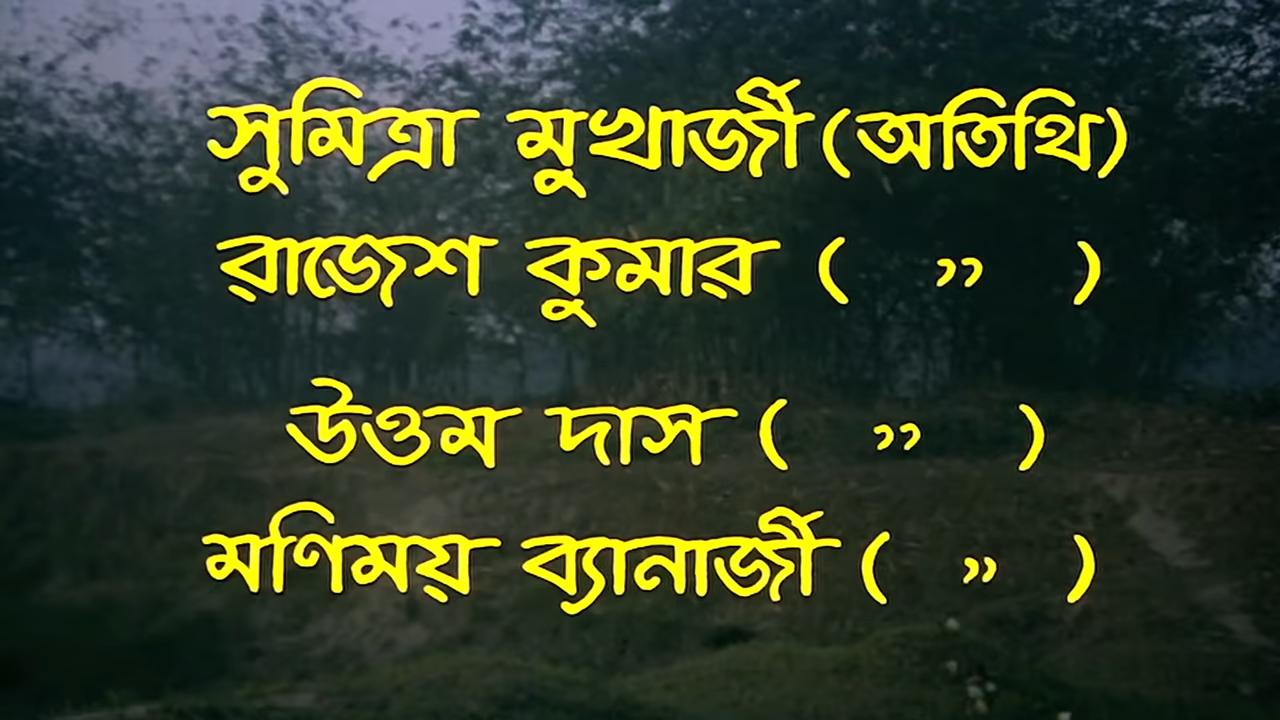 সুমিত্রা মুখার্জী (অতিথি)
রাজেশ কুমার ( ,, )
উত্তম দাস ( ,, )
মণিময় ব্যানার্জী ( ,, )